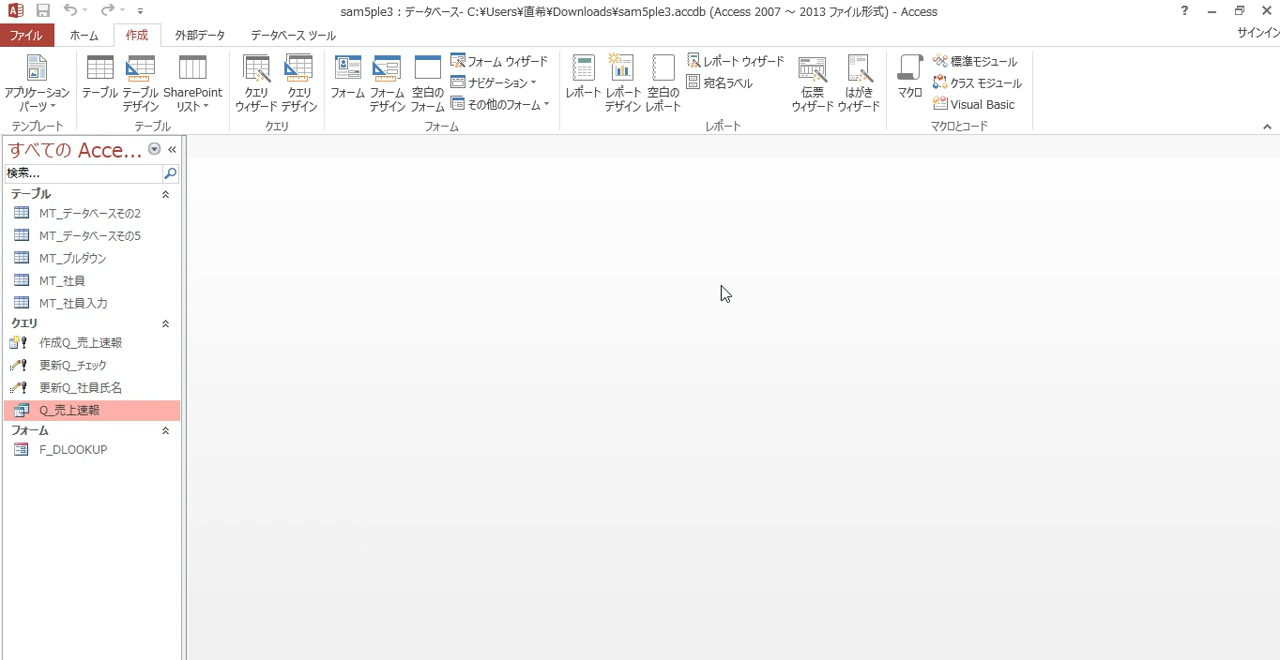 sam5ple3 : データベース- C:¥Users¥直希¥Downloads¥sam5ple3.accdb (Access 2007 ～ 2013 ファイル形式) - Access
?
ファイル ホーム 作成 外部データ データベース ツール サインイン
アプリケーション パーツ
テーブル
テーブル デザイン
SharePoint リスト
クエリ ウィザード
クエリ デザイン
フォーム
フォーム デザイン
空白の フォーム
フォーム ウィザード
ナビゲーション
その他のフォーム
レポート
レポート デザイン
空白の レポート
レポート ウィザード
宛名ラベル
伝票 ウィザード
はがき ウィザード
マクロ
標準モジュール
クラス モジュール
Visual Basic
テンプレート テーブル クエリ フォーム レポート マクロとコード
すべての Acce... «
検索...
テーブル
MT_データベースその2
MT_データベースその5
MT_プルダウン
MT_社員
MT_社員入力
クエリ
作成Q_売上速報
更新Q_チェック
更新Q_社員氏名
Q_売上速報
フォーム
F_DLOOKUP